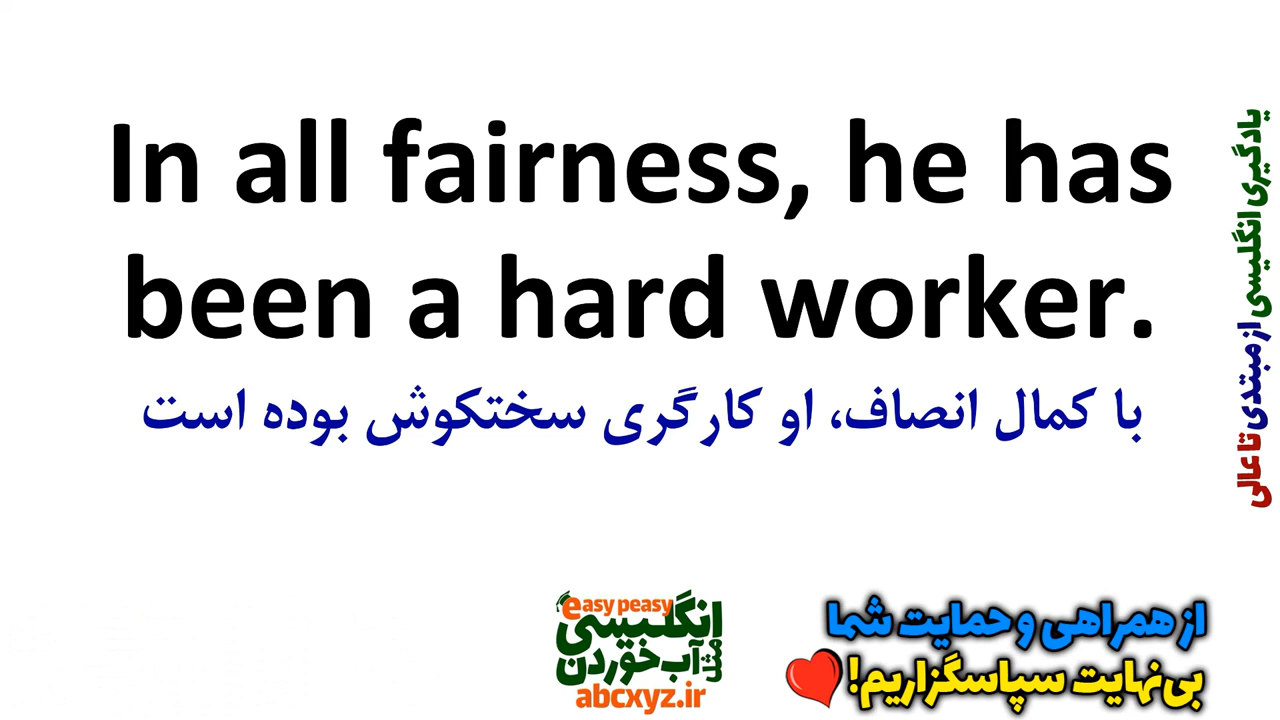 In all fairness, he has
been a hard worker.
با کمال انصاف، او کارگری سختکوش بوده است
یادگیری انگلیسی از مبتدی تا عالی
easy peasy
انگلیسی
مثل آب خوردن
abcxyz.ir
از همراهی و حمایت شما
بی‌نهایت سپاسگزاریم!